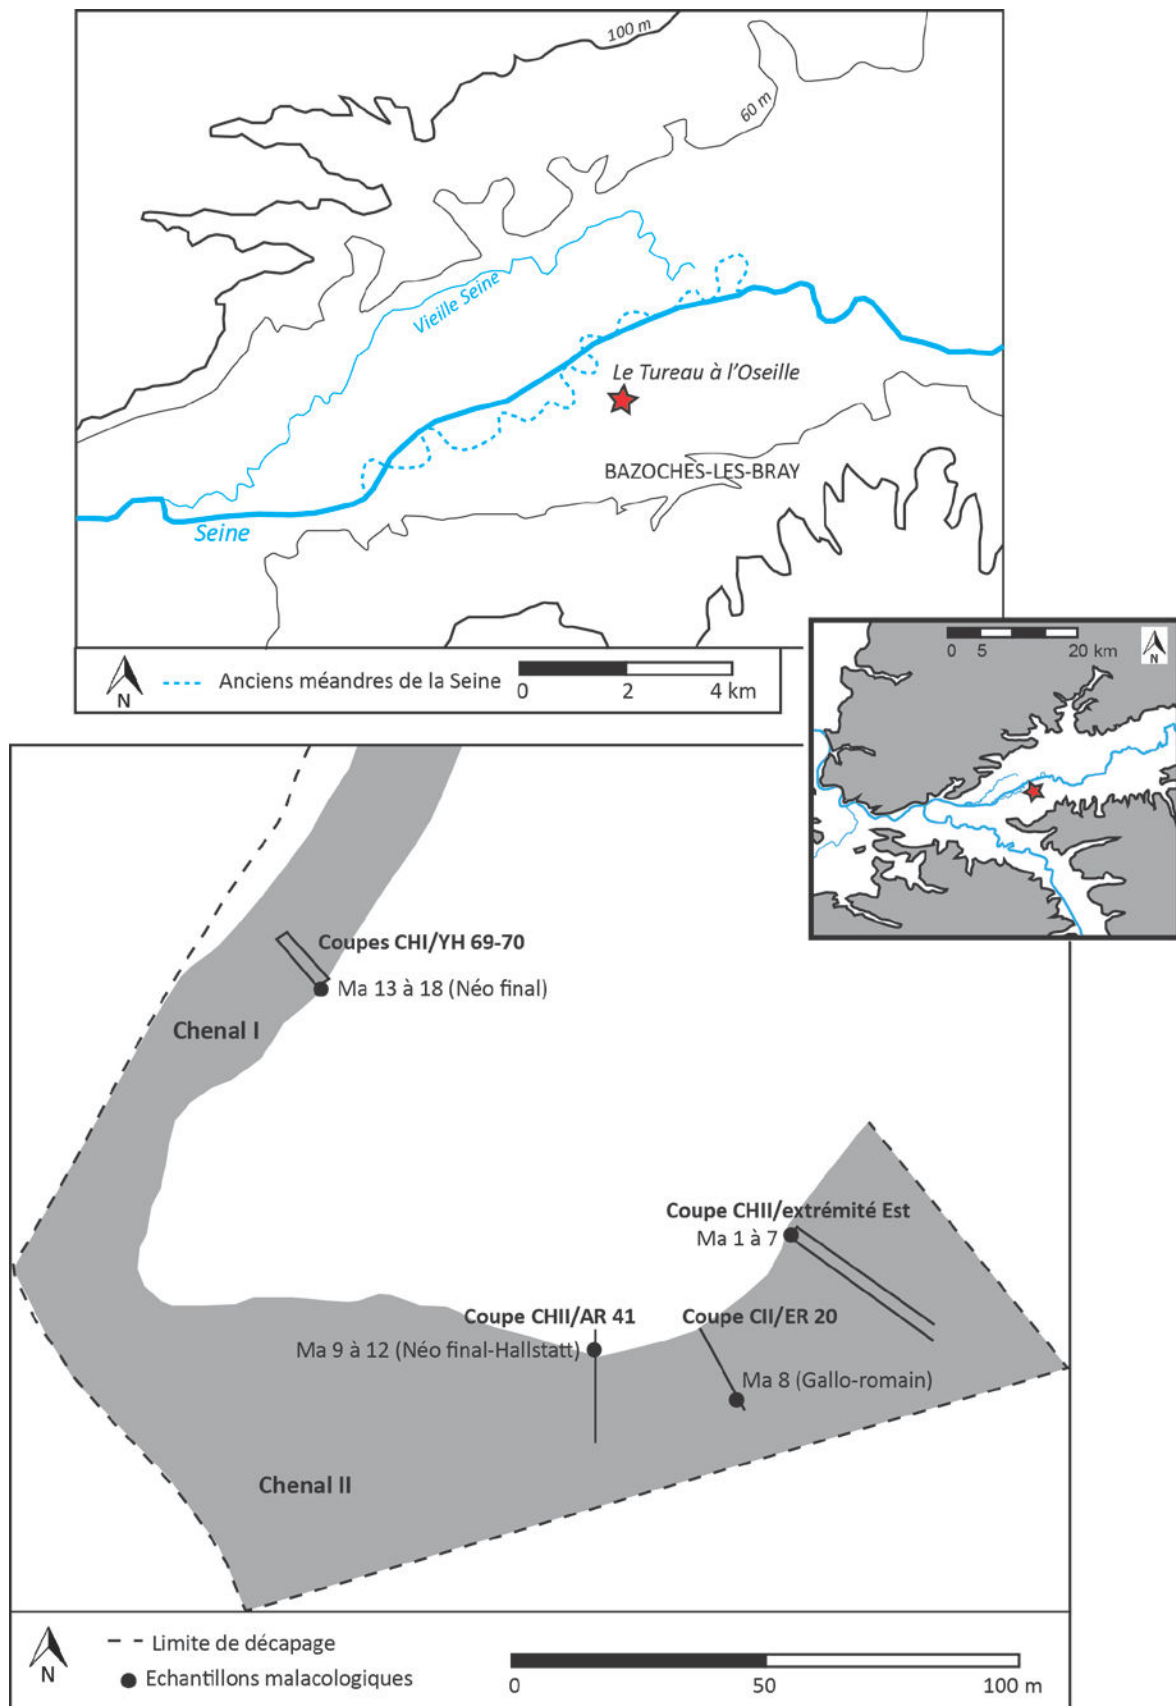 100 m
60 m
Vieille Seine
Le Tureau à l'Oseille
BAZOCHES-LES-BRAY
Seine
N
Anciens méandres de la Seine
0 2 4 km
0 5 20 km
N
Coupes CHI/YH 69-70
Ma 13 à 18 (Néo final)
Chenal I
Coupe CHII/extrémité Est
Ma 1 à 7
Coupe CHII/AR 41
Coupe CII/ER 20
Ma 9 à 12 (Néo final-Hallstatt)
Ma 8 (Gallo-romain)
Chenal II
N
Limite de décapage
Echantillons malacologiques
0 50 100 m